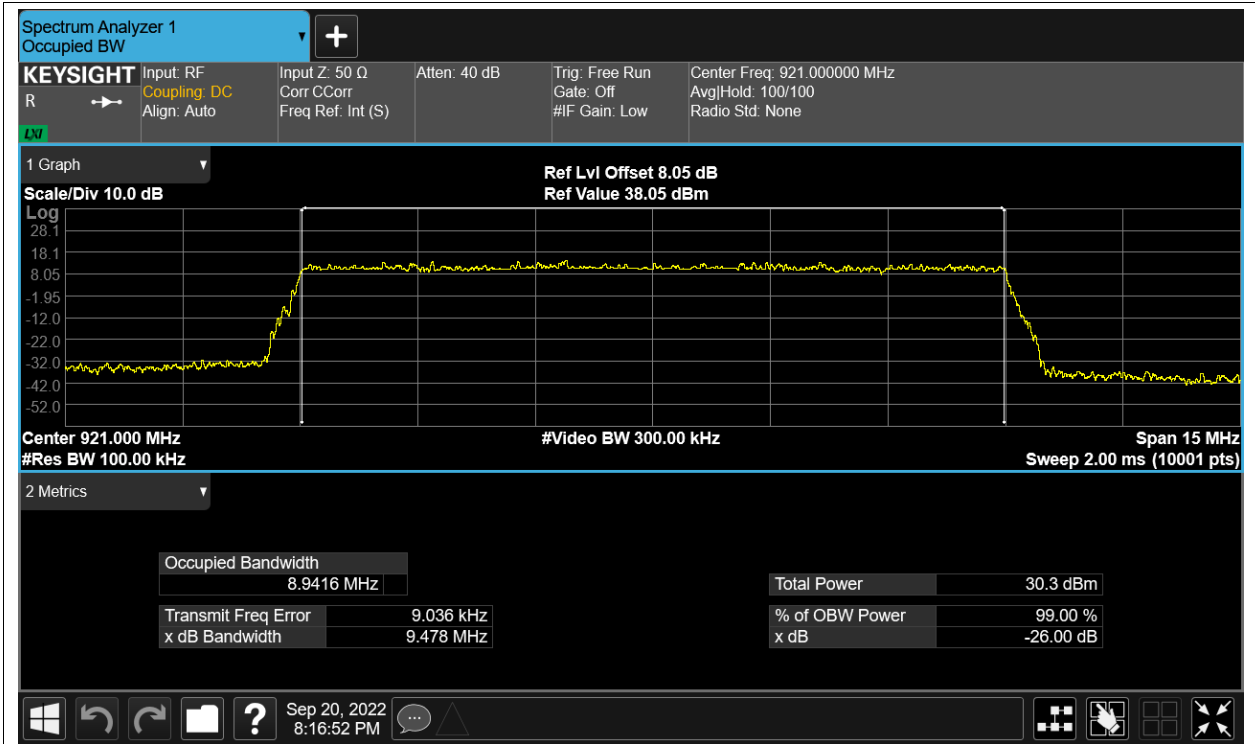 Spectrum Analyzer 1
Occupied BW
▼
+
KEYSIGHT
R
LXI
Input: RF
Coupling: DC
Align: Auto
Input Z: 50 Ω
Corr CCorr
Freq Ref: Int (S)
Atten: 40 dB
Trig: Free Run
Gate: Off
#IF Gain: Low
Center Freq: 921.000000 MHz
Avg|Hold: 100/100
Radio Std: None
1 Graph ▼
Ref Lvl Offset 8.05 dB
Scale/Div 10.0 dB Ref Value 38.05 dBm
Log
28.1
18.1
8.05
-1.95
-12.0
-22.0
-32.0
-42.0
-52.0
Center 921.000 MHz #Video BW 300.00 kHz Span 15 MHz
#Res BW 100.00 kHz Sweep 2.00 ms (10001 pts)
2 Metrics ▼
Occupied Bandwidth
8.9416 MHz
Transmit Freq Error 9.036 kHz
x dB Bandwidth 9.478 MHz
Total Power 30.3 dBm
% of OBW Power 99.00 %
x dB -26.00 dB
?
Sep 20, 2022
8:16:52 PM